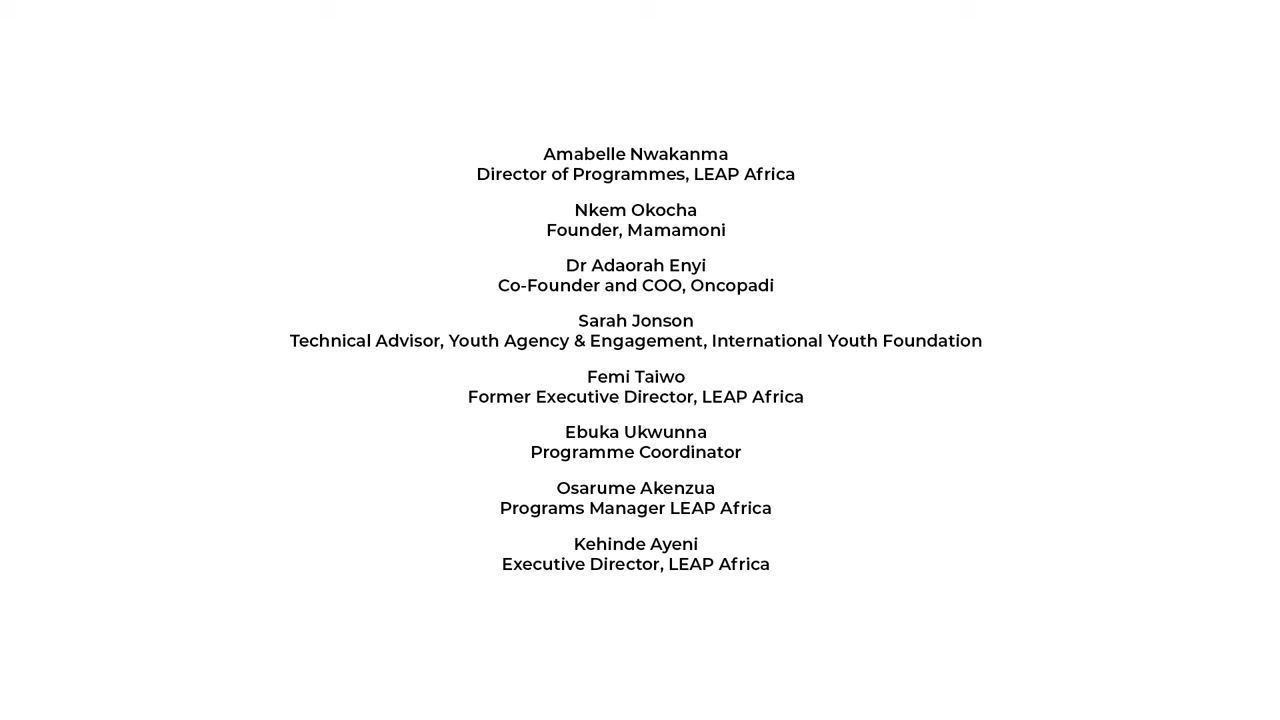 Amabelle Nwakanma
Director of Programmes, LEAP Africa
Nkem Okocha
Founder, Mamamoni
Dr Adaorah Enyi
Co-Founder and COO, Oncopadi
Sarah Jonson
Technical Advisor, Youth Agency & Engagement, International Youth Foundation
Femi Taiwo
Former Executive Director, LEAP Africa
Ebuka Ukwunna
Programme Coordinator
Osarume Akenzua
Programs Manager LEAP Africa
Kehinde Ayeni
Executive Director, LEAP Africa